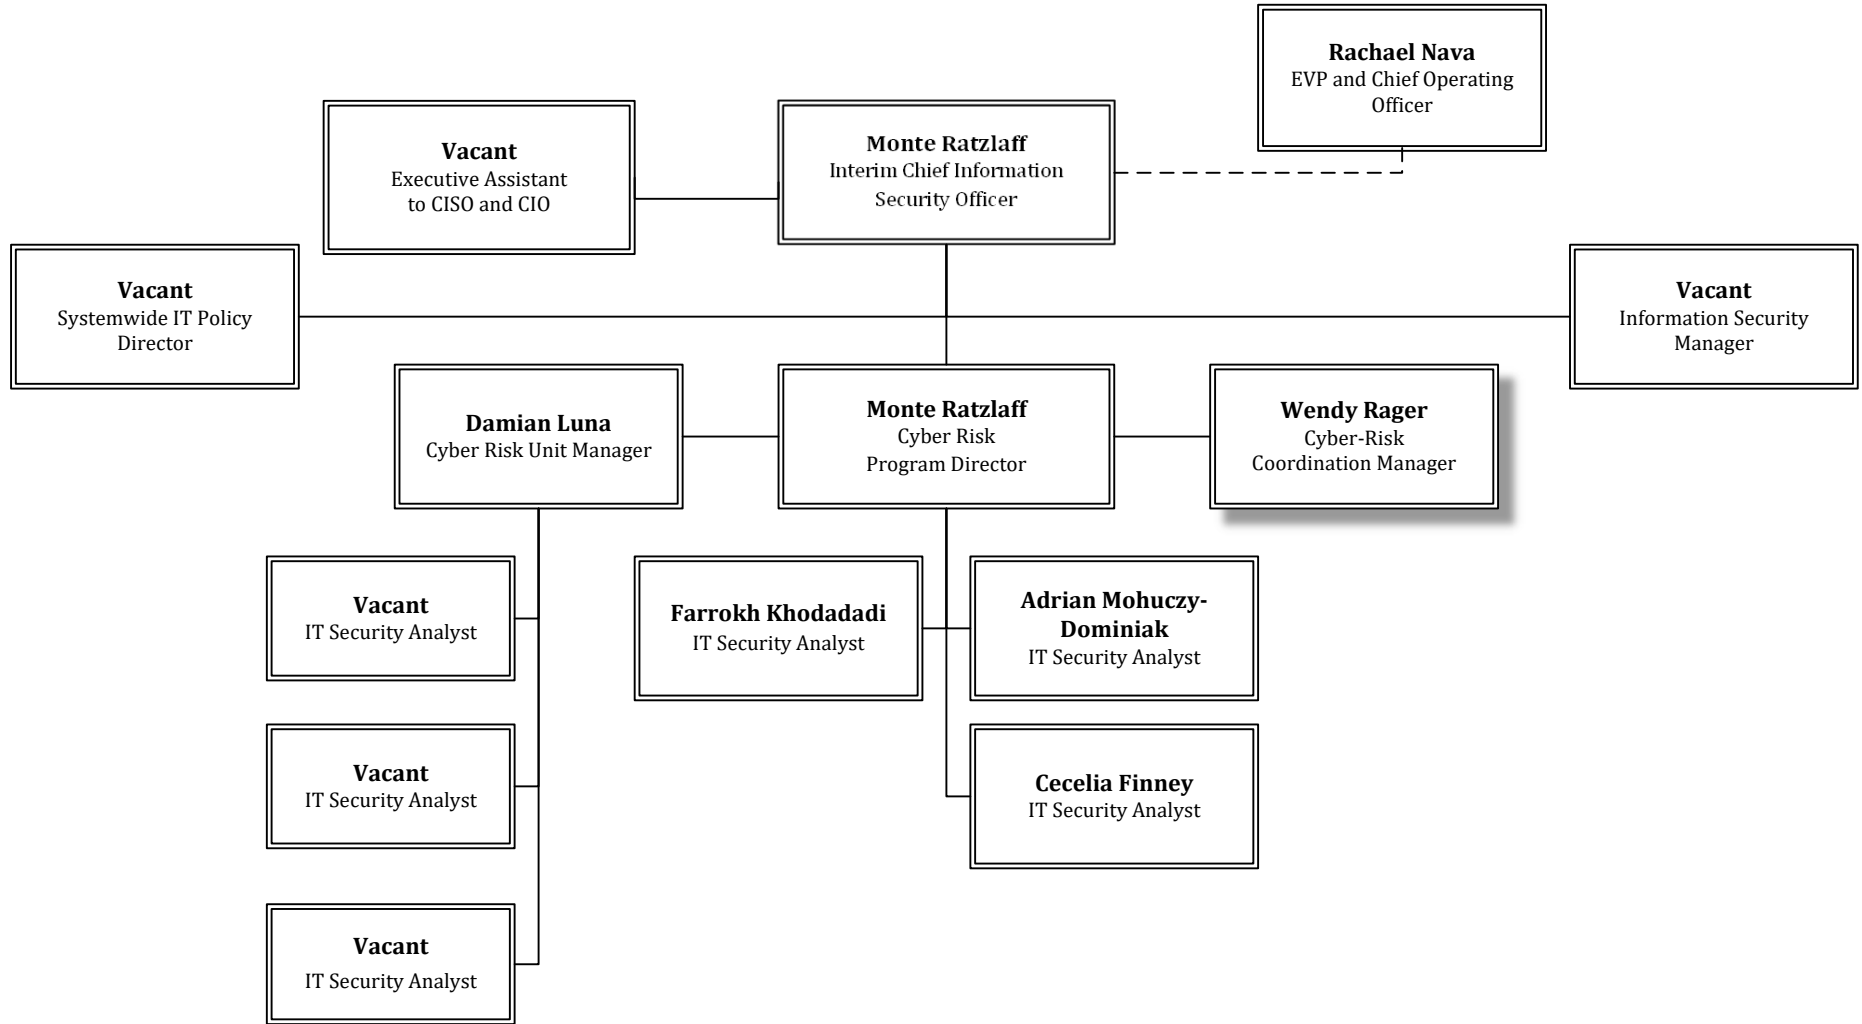 Rachael Nava
EVP and Chief Operating
Officer
Vacant
Executive Assistant
to CISO and CIO
Monte Ratzlaff
Interim Chief Information
Security Officer
Vacant
Systemwide IT Policy
Director
Vacant
Information Security
Manager
Damian Luna
Cyber Risk Unit Manager
Monte Ratzlaff
Cyber Risk
Program Director
Wendy Rager
Cyber-Risk
Coordination Manager
Vacant
IT Security Analyst
Farrokh Khodadadi
IT Security Analyst
Adrian Mohuczy-
Dominiak
IT Security Analyst
Vacant
IT Security Analyst
Cecelia Finney
IT Security Analyst
Vacant
IT Security Analyst